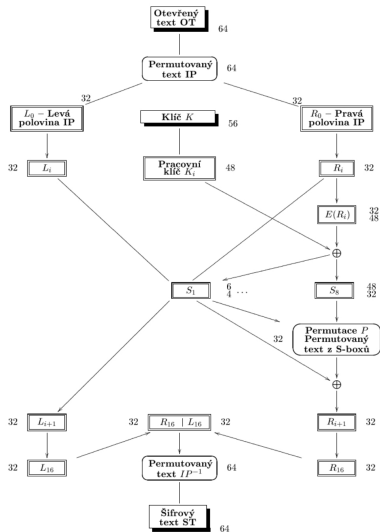 Otevřený
text OT
64
Permutovaný
text IP
64
32
32
L₀ – Levá
polovina IP
Klíč K
56
R₀ – Pravá
polovina IP
32
Lᵢ
Pracovní
klíč Kᵢ
48
Rᵢ
32
E(Rᵢ)
32
48
⊕
S₁
6
4
...
S₈
48
32
32
Permutace P
Permutovaný
text z S-boxů
⊕
32
Lᵢ₊₁
32
R₁₆ | L₁₆
32
Rᵢ₊₁
32
32
L₁₆
Permutovaný
text IP⁻¹
64
R₁₆
32
Šifrový
text ST
64